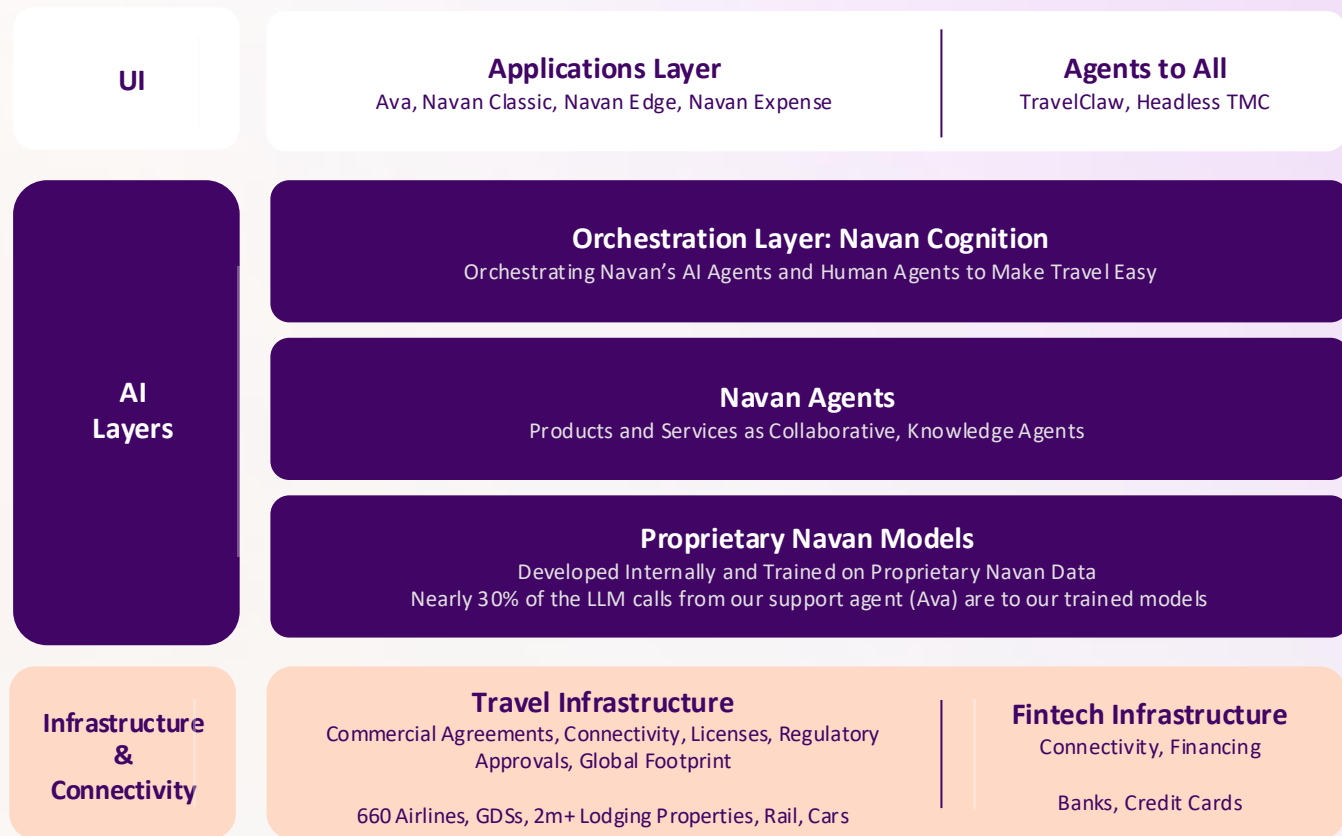 UI
Applications Layer
Ava, Navan Classic, Navan Edge, Navan Expense
Agents to All
TravelClaw, Headless TMC
AI
Layers
Orchestration Layer: Navan Cognition
Orchestrating Navan’s AI Agents and Human Agents to Make Travel Easy
Navan Agents
Products and Services as Collaborative, Knowledge Agents
Proprietary Navan Models
Developed Internally and Trained on Proprietary Navan Data
Nearly 30% of the LLM calls from our support agent (Ava) are to our trained models
Infrastructure
&
Connectivity
Travel Infrastructure
Commercial Agreements, Connectivity, Licenses, Regulatory
Approvals, Global Footprint
660 Airlines, GDSs, 2m+ Lodging Properties, Rail, Cars
Fintech Infrastructure
Connectivity, Financing
Banks, Credit Cards